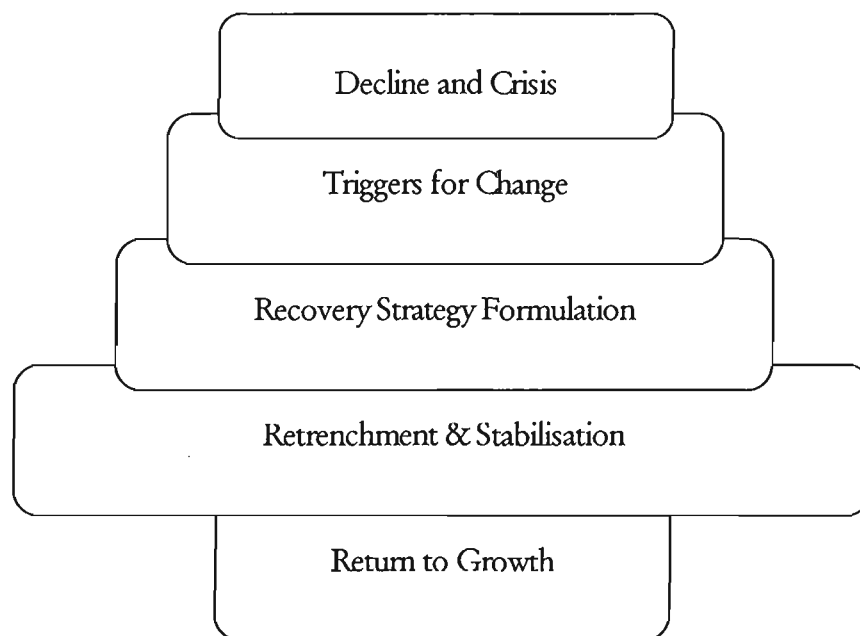 Decline and Crisis
Triggers for Change
Recovery Strategy Formulation
Retrenchment & Stabilisation
Return to Growth